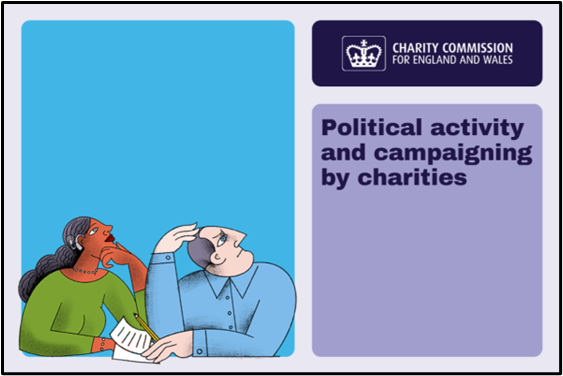 CHARITY COMMISSION
FOR ENGLAND AND WALES
Political activity
and campaigning
by charities